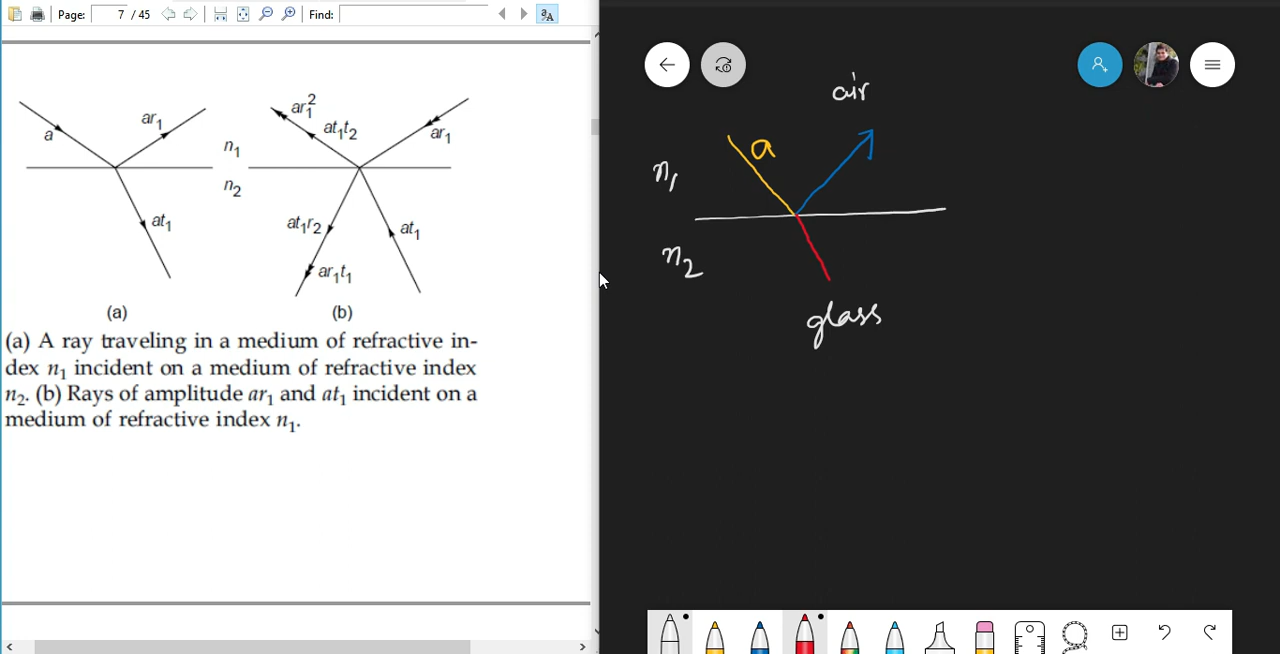 Page: 7 / 45 Find:
a
ar₁
n₁
n₂
at₁
(a)
ar₁²
at₁t₂
ar₁
at₁r₂
at₁
ar₁t₁
(b)
(a) A ray traveling in a medium of refractive in-
dex n₁ incident on a medium of refractive index
n₂. (b) Rays of amplitude ar₁ and at₁ incident on a
medium of refractive index n₁.
air
a
n₁
n₂
glass